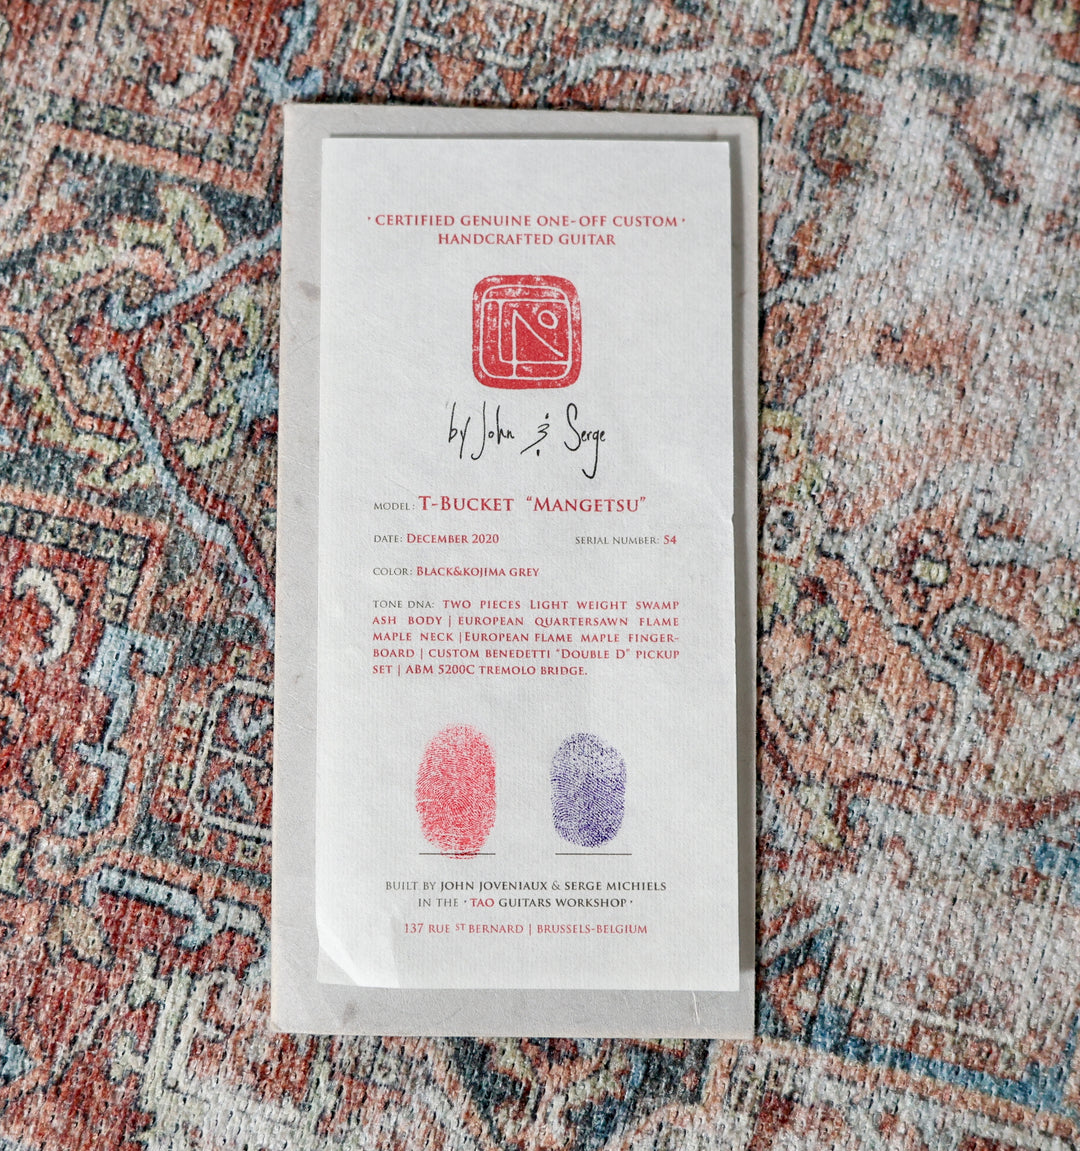 · CERTIFIED GENUINE ONE-OFF CUSTOM ·
HANDCRAFTED GUITAR
by John & Serge
MODEL: T-BUCKET "MANGETSU"
DATE: DECEMBER 2020 SERIAL NUMBER: 54
COLOR: BLACK&KOJIMA GREY
TONE DNA: TWO PIECES LIGHT WEIGHT SWAMP
ASH BODY | EUROPEAN QUARTERSAWN FLAME
MAPLE NECK |EUROPEAN FLAME MAPLE FINGER-
BOARD | CUSTOM BENEDETTI "DOUBLE D" PICKUP
SET | ABM 5200C TREMOLO BRIDGE.
BUILT BY JOHN JOVENIAUX & SERGE MICHIELS
IN THE · TAO GUITARS WORKSHOP ·
137 RUE ST BERNARD | BRUSSELS-BELGIUM